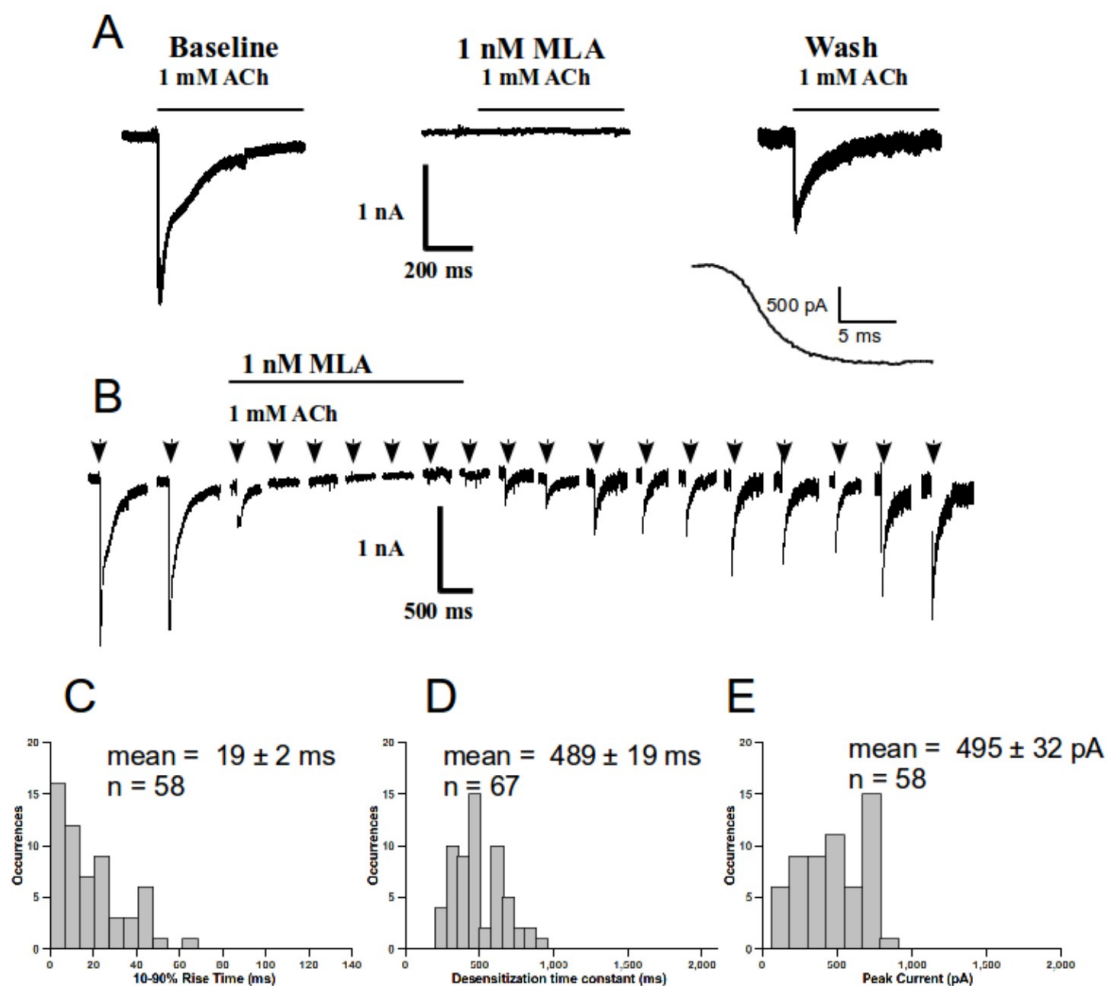 A
Baseline
1 mM ACh
1 nM MLA
1 mM ACh
Wash
1 mM ACh
1 nA
200 ms
500 pA
5 ms
B
1 nM MLA
1 mM ACh
1 nA
500 ms
C
mean = 19 ± 2 ms
n = 58
20
15
10
5
0
Occurrences
0 20 40 60 80 100 120 140
10-90% Rise Time (ms)
D
mean = 489 ± 19 ms
n = 67
20
15
10
5
0
Occurrences
0 500 1,000 1,500 2,000
Desensitization time constant (ms)
E
mean = 495 ± 32 pA
n = 58
20
15
10
5
0
Occurrences
0 500 1,000 1,500 2,000
Peak Current (pA)